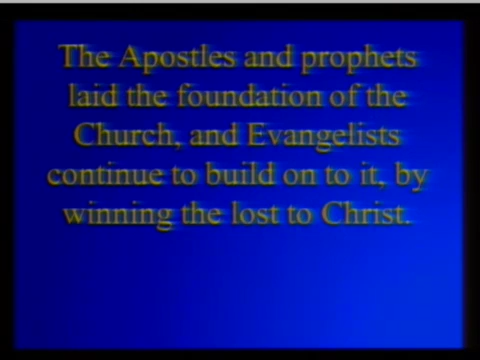 The Apostles and prophets
laid the foundation of the
Church, and Evangelists
continue to build on to it, by
winning the lost to Christ.